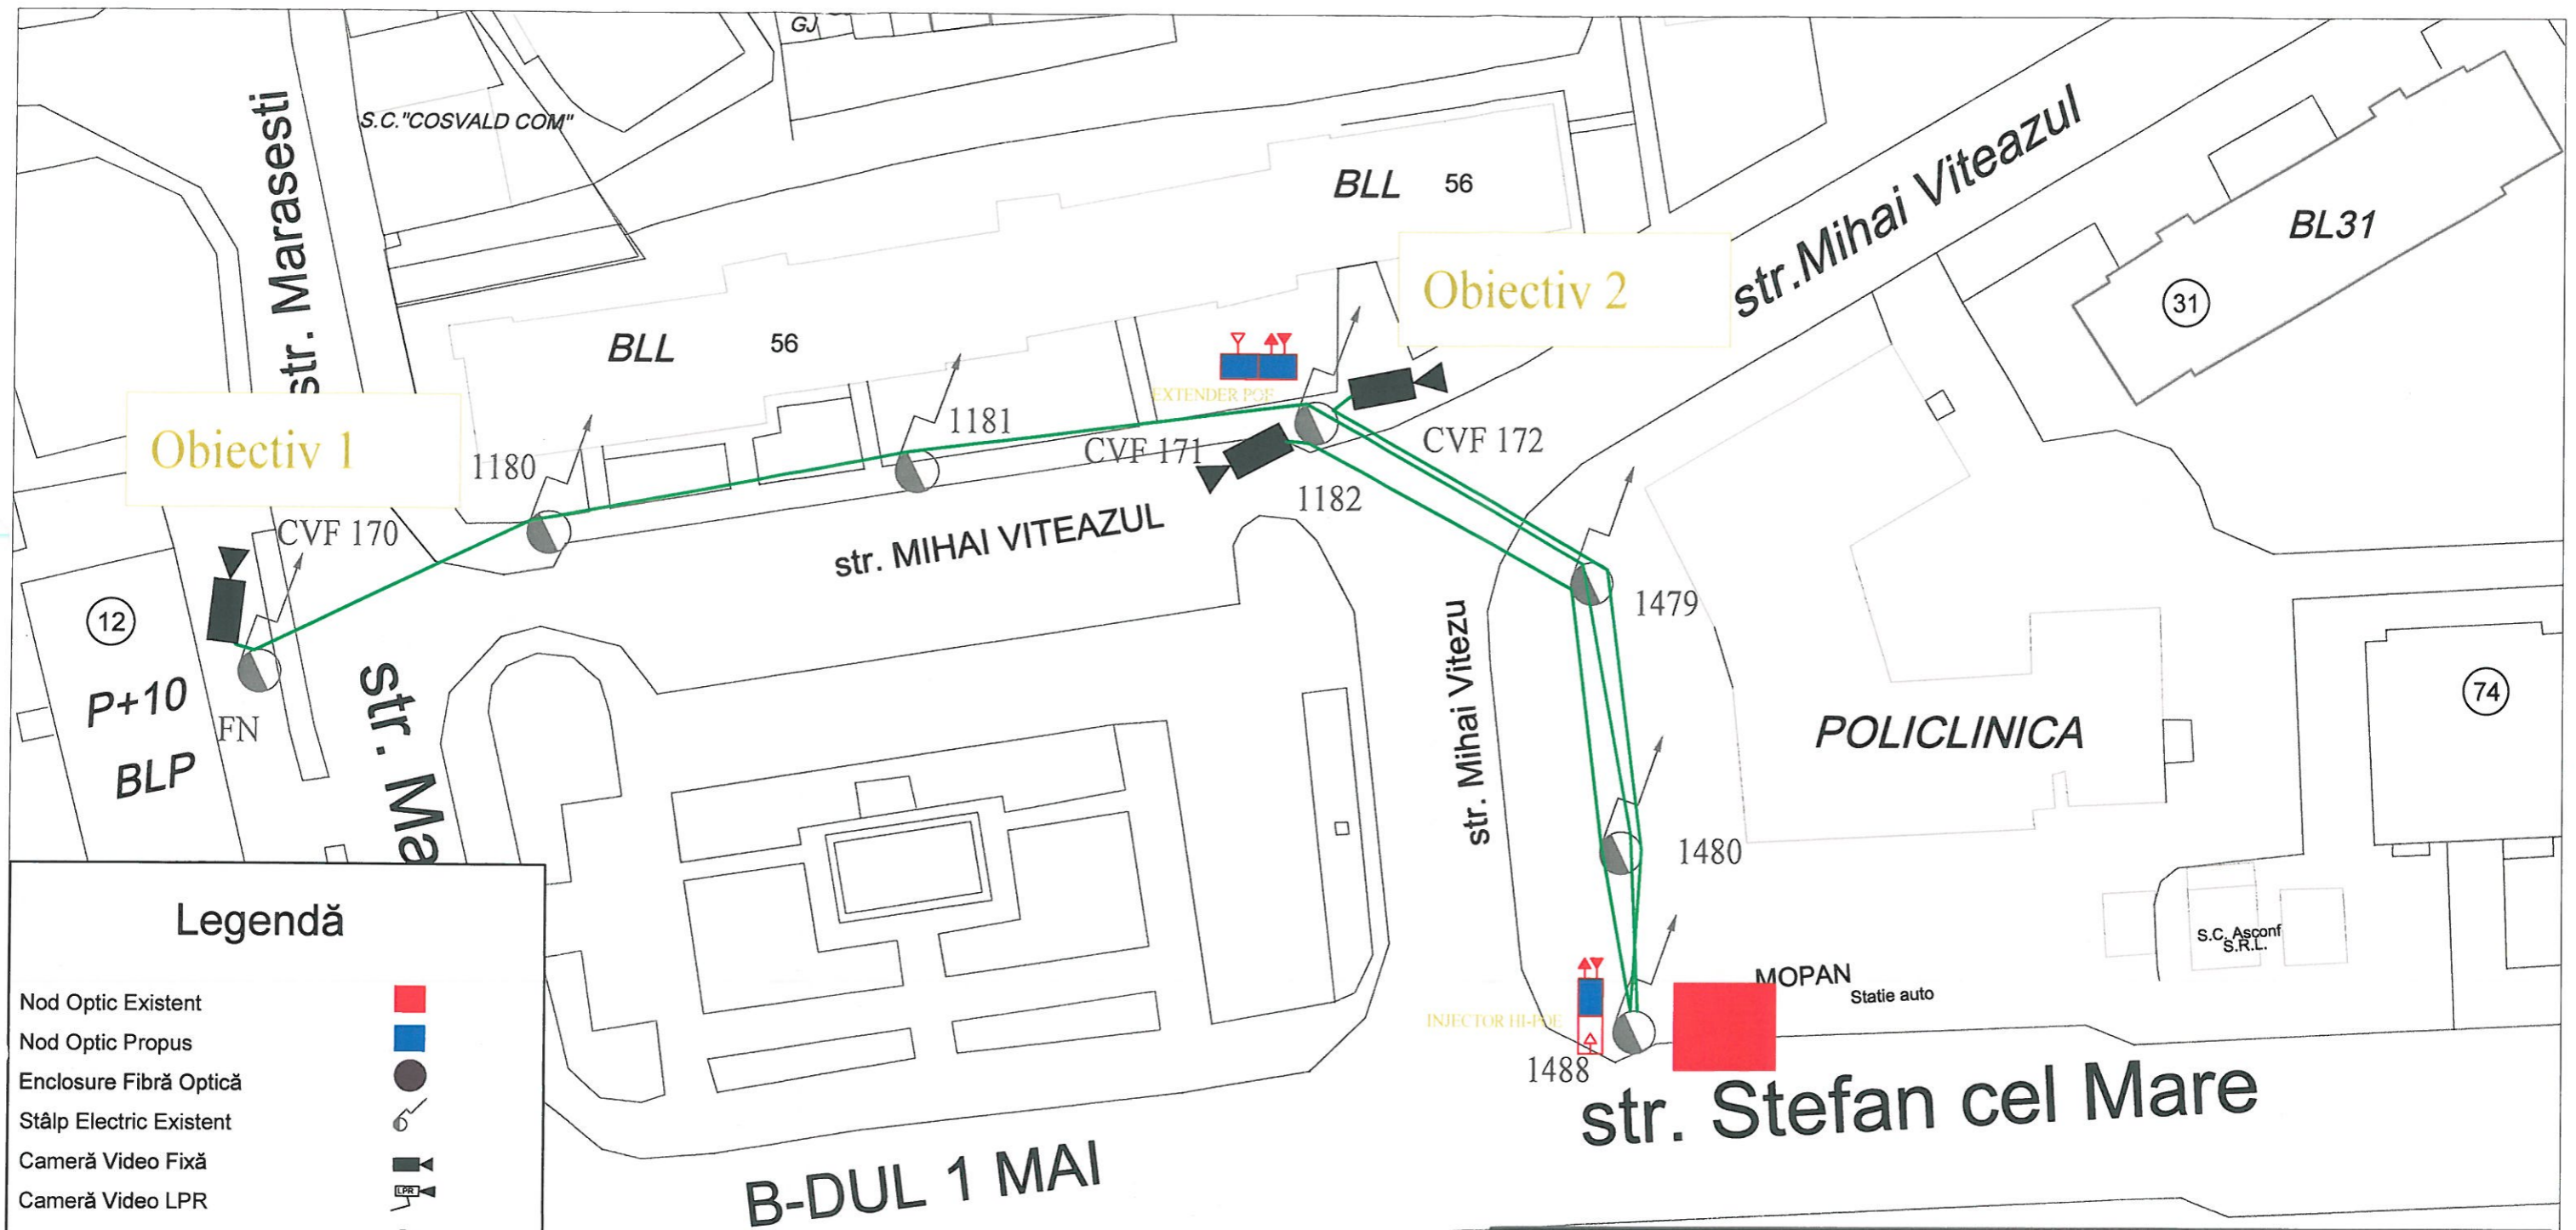 GJ
S.C."COSVALD COM"
str. Marasesti
BLL 56
str.Mihai Viteazul
BL31
31
Obiectiv 2
BLL 56
EXTENDER POE
Obiectiv 1
1180
1181
CVF 171
CVF 172
1182
CVF 170
str. MIHAI VITEAZUL
12
P+10
BLP
FN
str. Ma
1479
str. Mihai Vitezu
POLICLINICA
74
1480
S.C. Asconf
S.R.L.
MOPAN
Statie auto
INJECTOR HI-POE
1488
str. Stefan cel Mare
B-DUL 1 MAI
Legendă
Nod Optic Existent
Nod Optic Propus
Enclosure Fibră Optică
Stâlp Electric Existent
Cameră Video Fixă
Cameră Video LPR
LPR